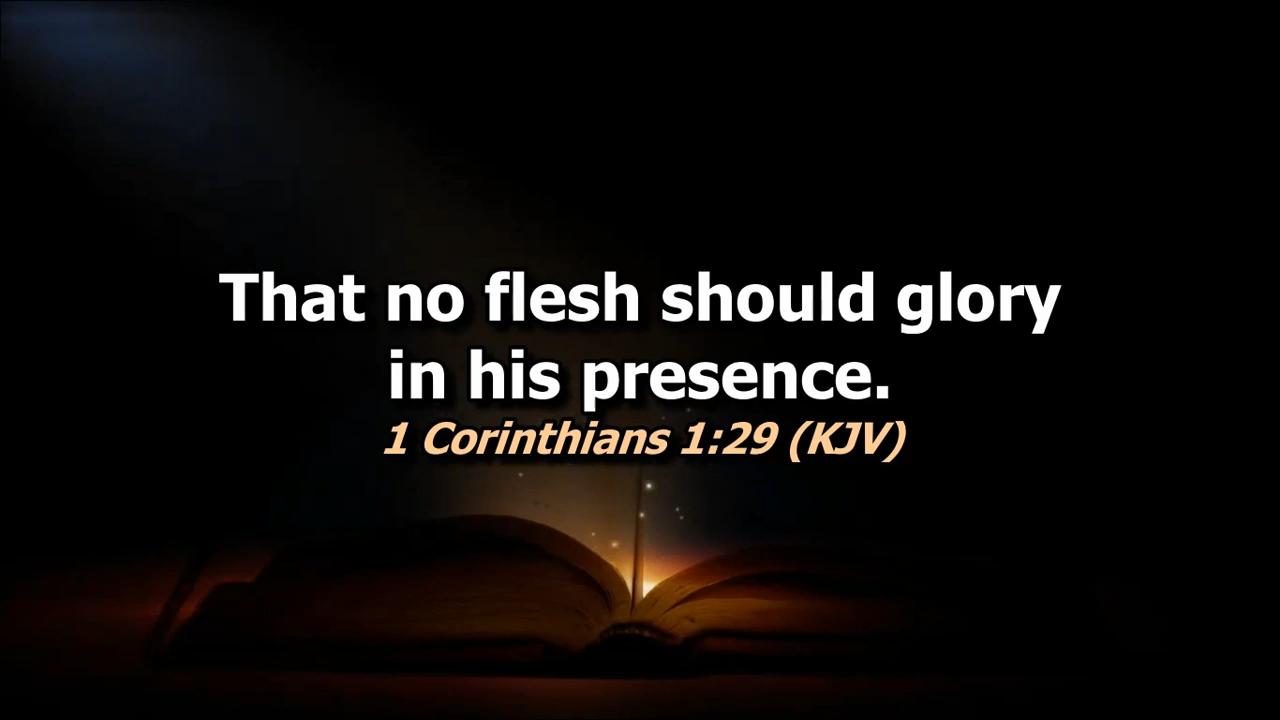 That no flesh should glory
in his presence.
1 Corinthians 1:29 (KJV)